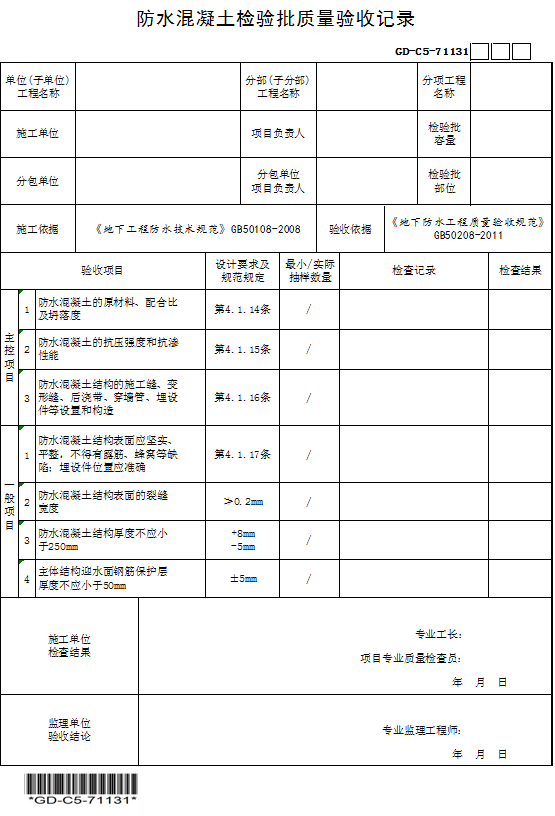 防水混凝土检验批质量验收记录
GD-C5-71131
单位(子单位)
工程名称
分部(子分部)
工程名称
分项工程
名称
施工单位
项目负责人
检验批
容量
分包单位
分包单位
项目负责人
检验批
部位
施工依据
《地下工程防水技术规范》GB50108-2008
验收依据
《地下防水工程质量验收规范》
GB50208-2011
验收项目
设计要求及
规范规定
最小/实际
抽样数量
检查记录
检查结果
主控项目
1
防水混凝土的原材料、配合比
及坍落度
第4.1.14条
/
2
防水混凝土的抗压强度和抗渗
性能
第4.1.15条
/
3
防水混凝土结构的施工缝、变
形缝、后浇带、穿墙管、埋设
件等设置和构造
第4.1.16条
/
一般项目
1
防水混凝土结构表面应坚实、
平整，不得有露筋、蜂窝等缺
陷；埋设件位置应准确
第4.1.17条
/
2
防水混凝土结构表面的裂缝
宽度
＞0.2mm
/
3
防水混凝土结构厚度不应小
于250mm
+8mm
-5mm
/
4
主体结构迎水面钢筋保护层
厚度不应小于50mm
±5mm
/
施工单位
检查结果
专业工长：
项目专业质量检查员：
年 月 日
监理单位
验收结论
专业监理工程师：
年 月 日
*GD-C5-71131*